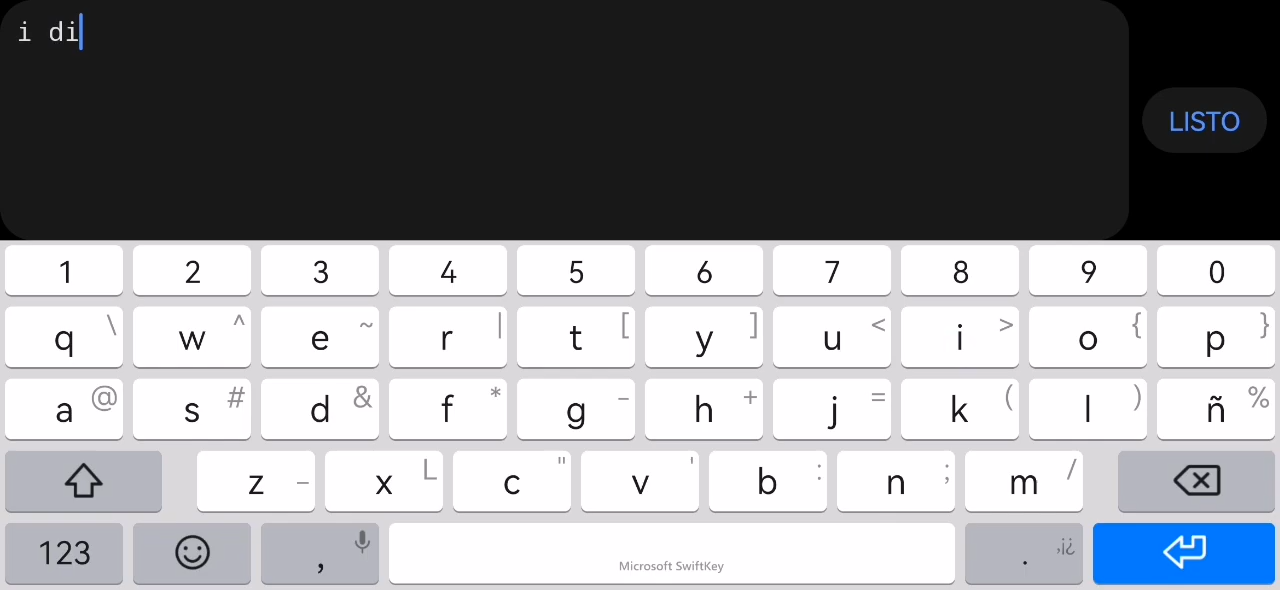 i di
LISTO
1 2 3 4 5 6 7 8 9 0
q \ w ^ e ~ r | t [ y ] u < i > o { p }
a @ s # d & f * g – h + j = k ( l ) ñ %
z _ x L c " v ' b : n ; m /
123 , . ,¡¿
Microsoft SwiftKey